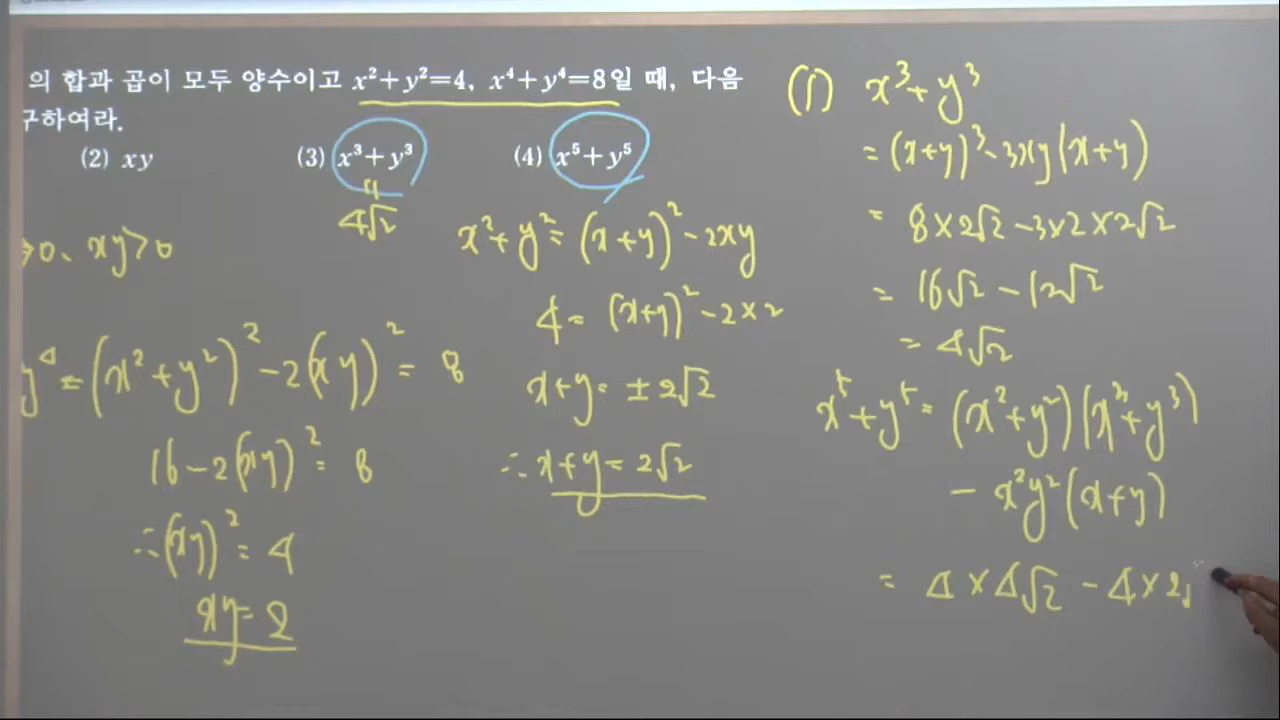 의 합과 곱이 모두 양수이고 x²+y²=4, x⁴+y⁴=8일 때, 다음
구하여라.
(2) xy (3) x³+y³ (4) x⁵+y⁵
4√2
>0, xy>0
y⁴=(x²+y²)²-2(xy)²=8
16-2(xy)²=8
∴(xy)²=4
xy=2
x²+y²=(x+y)²-2xy
4=(x+y)²-2×2
x+y=±2√2
∴x+y=2√2
(1) x³+y³
=(x+y)³-3xy(x+y)
=8×2√2-3×2×2√2
=16√2-12√2
=4√2
x⁵+y⁵=(x²+y²)(x³+y³)
-x²y²(x+y)
=4×4√2-4×2√